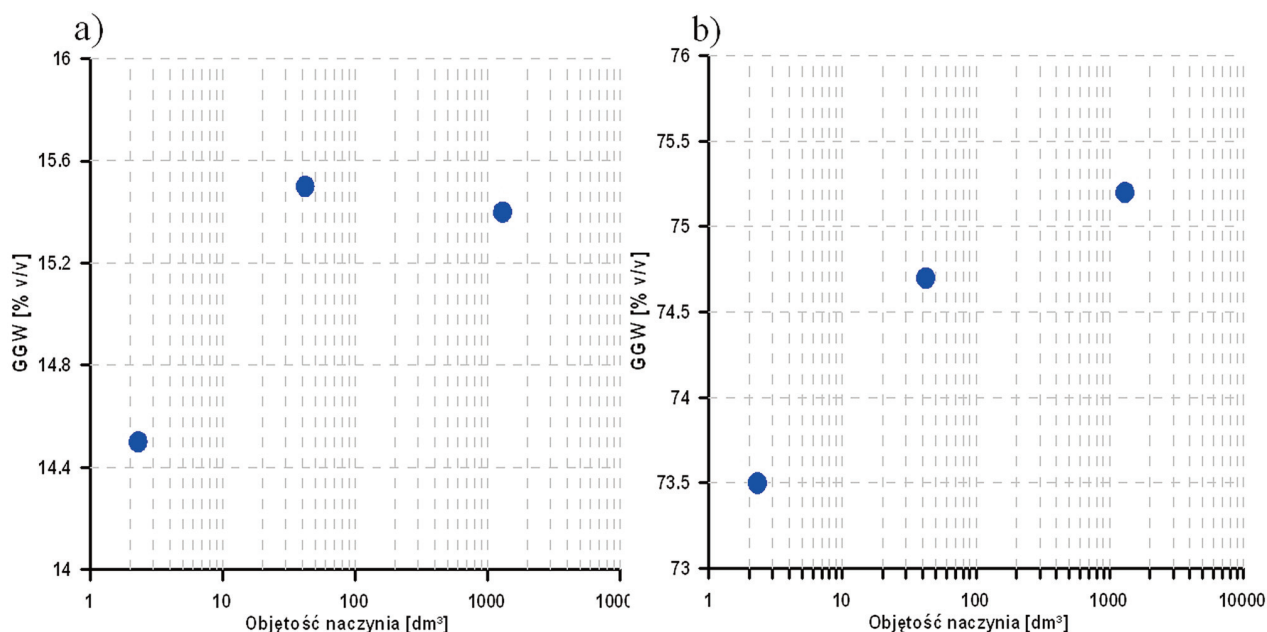 a)
16
15.6
15.2
14.8
14.4
14
GGW [% v/v]
1 10 100 1000 1000
Objętość naczynia [dm³]
b)
76
75.5
75
74.5
74
73.5
73
GGW [% v/v]
1 10 100 1000 10000
Objętość naczynia [dm³]